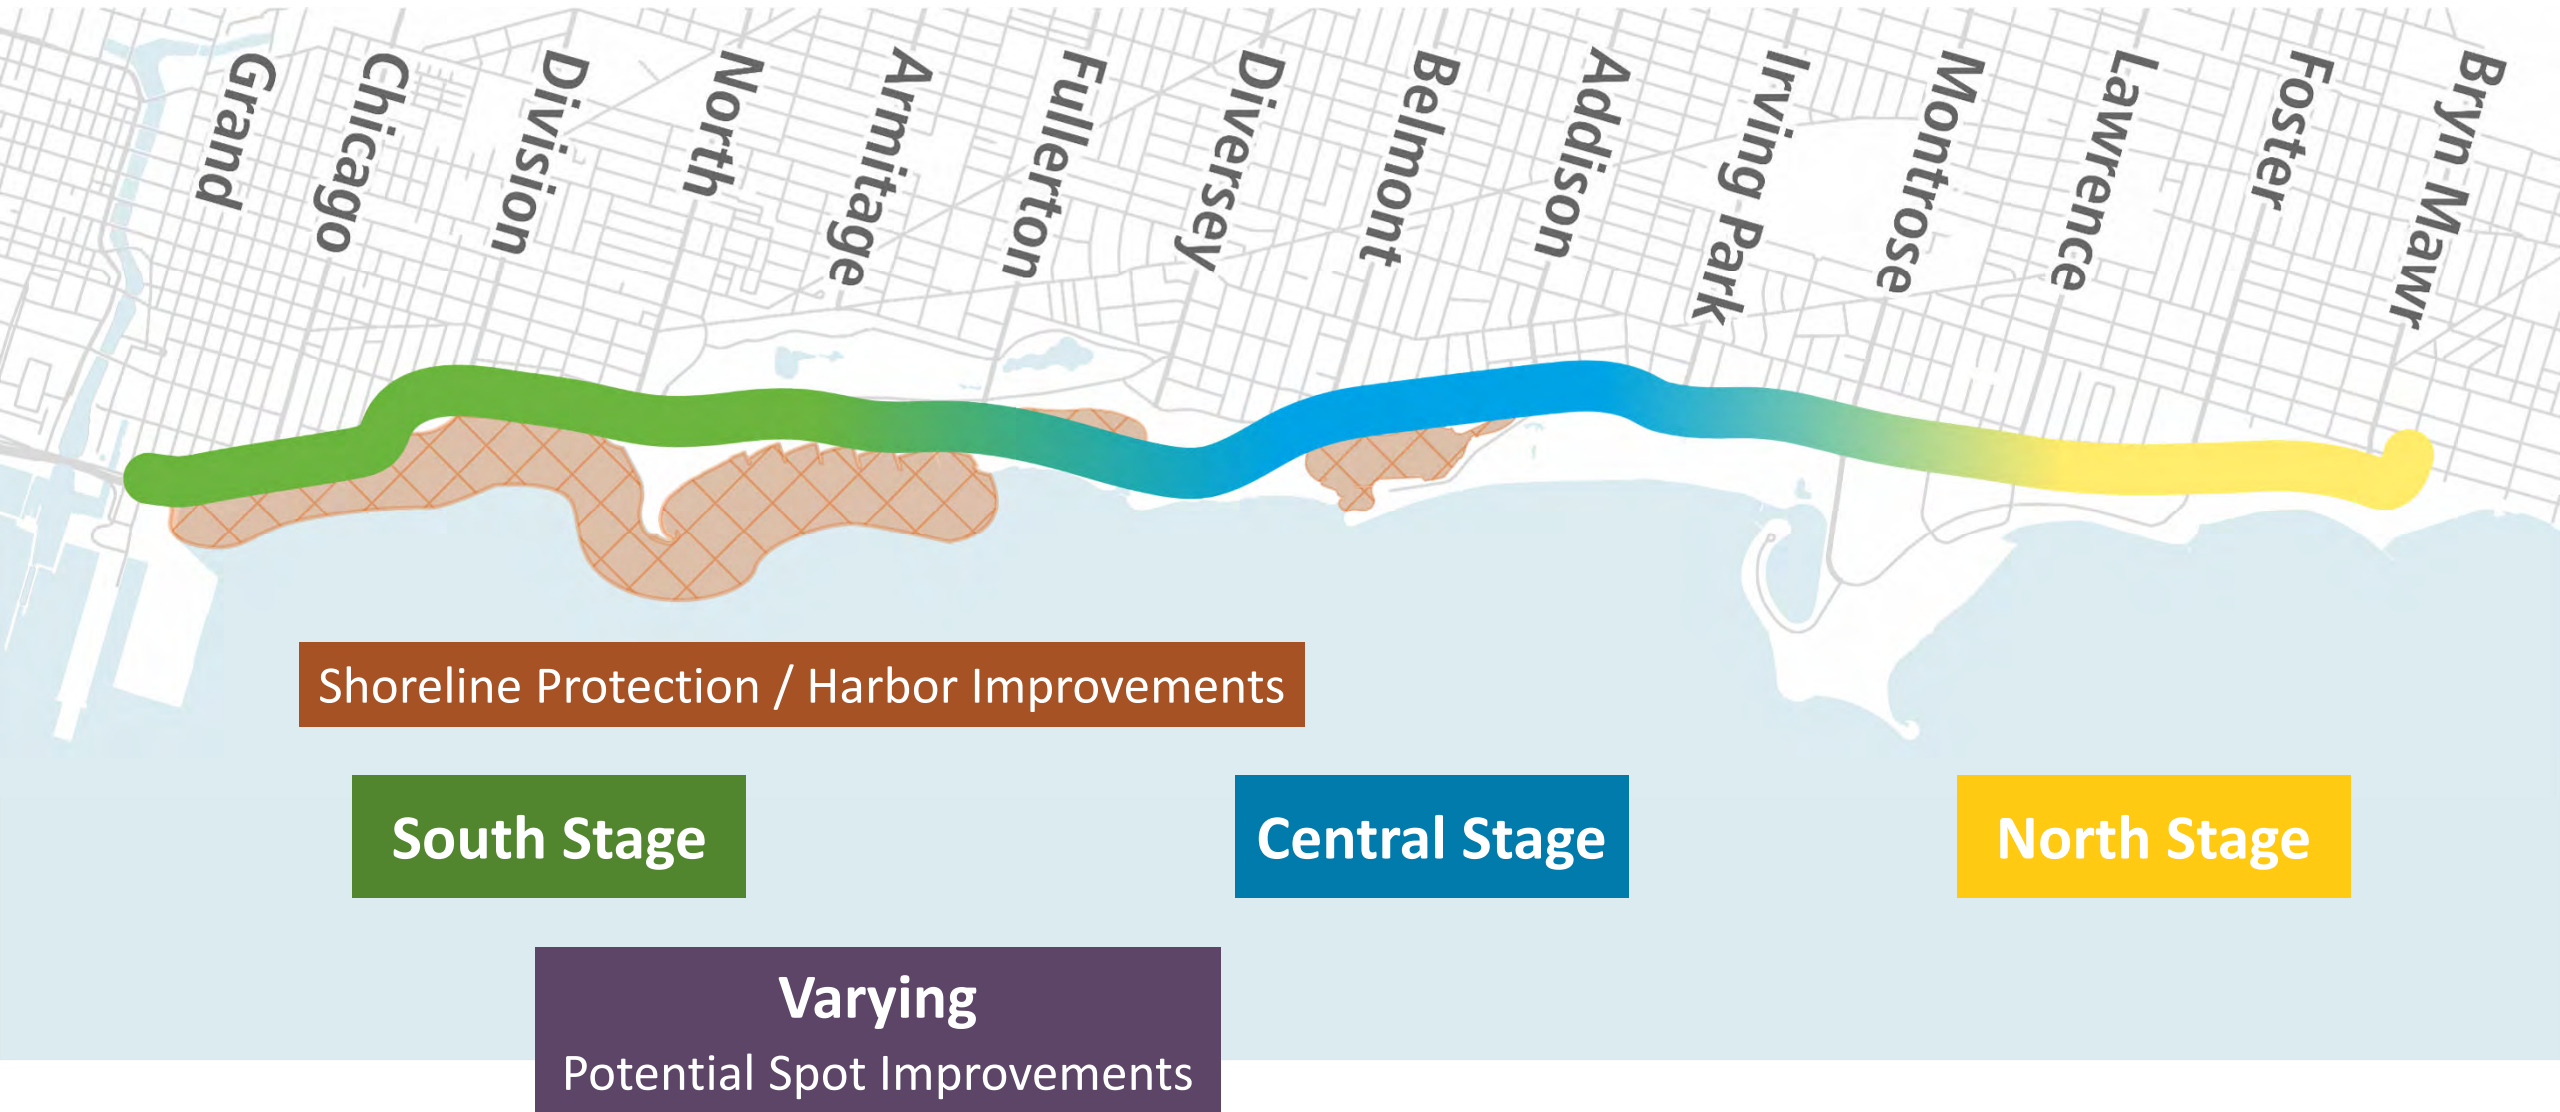 Grand
Chicago
Division
North
Armitage
Fullerton
Diversey
Belmont
Addison
Irving Park
Montrose
Lawrence
Foster
Bryn Mawr
Shoreline Protection / Harbor Improvements
South Stage
Central Stage
North Stage
Varying
Potential Spot Improvements